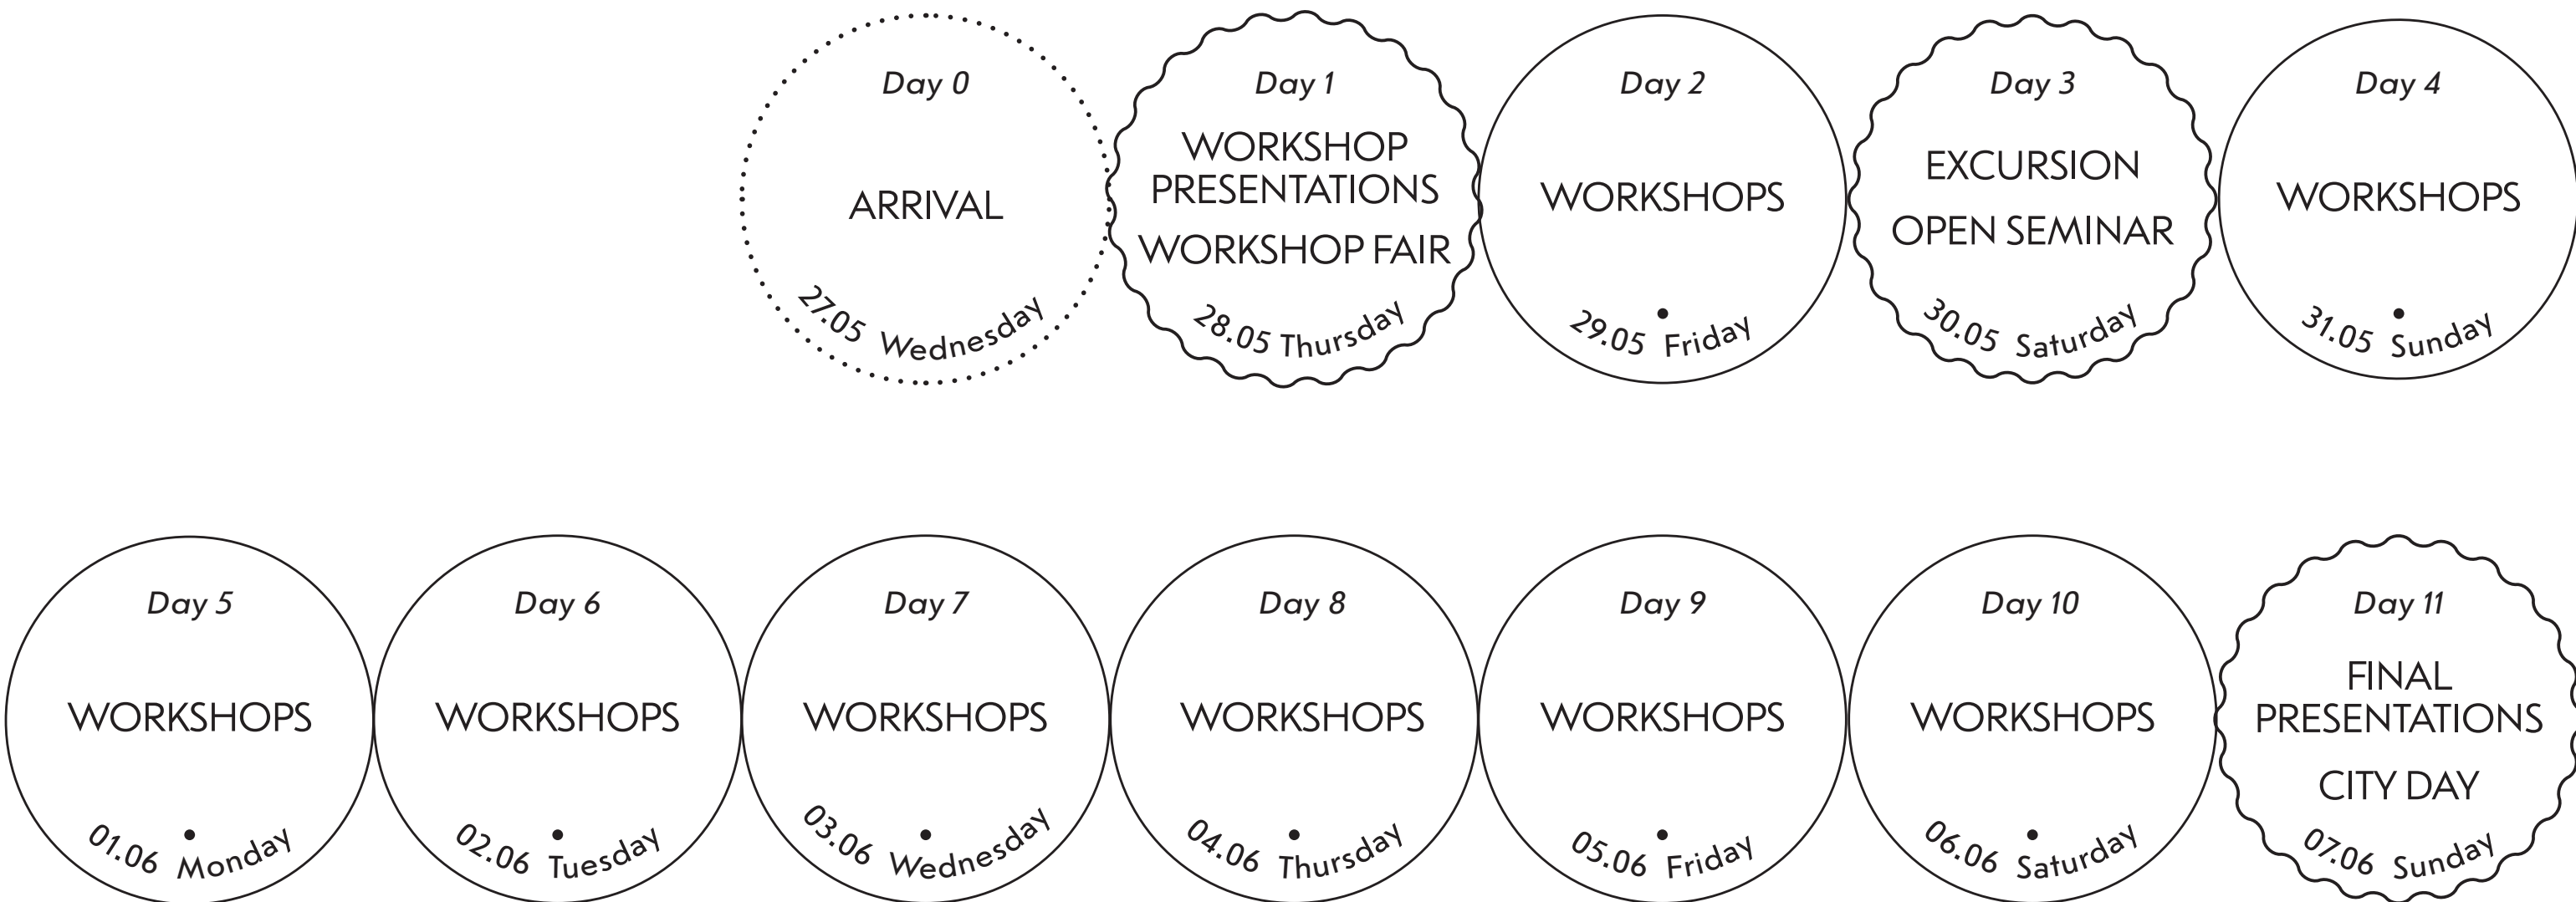 Day 0
ARRIVAL
27.05 Wednesday
Day 1
WORKSHOP
PRESENTATIONS
WORKSHOP FAIR
28.05 Thursday
Day 2
WORKSHOPS
29.05 Friday
Day 3
EXCURSION
OPEN SEMINAR
30.05 Saturday
Day 4
WORKSHOPS
31.05 Sunday
Day 5
WORKSHOPS
01.06 Monday
Day 6
WORKSHOPS
02.06 Tuesday
Day 7
WORKSHOPS
03.06 Wednesday
Day 8
WORKSHOPS
04.06 Thursday
Day 9
WORKSHOPS
05.06 Friday
Day 10
WORKSHOPS
06.06 Saturday
Day 11
FINAL
PRESENTATIONS
CITY DAY
07.06 Sunday